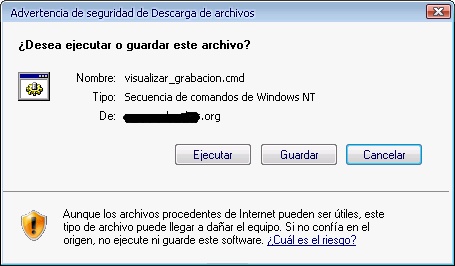 Advertencia de seguridad de Descarga de archivos
¿Desea ejecutar o guardar este archivo?
Nombre: visualizar_grabacion.cmd
Tipo: Secuencia de comandos de Windows NT
De: .org
Ejecutar Guardar Cancelar
Aunque los archivos procedentes de Internet pueden ser útiles, este
tipo de archivo puede llegar a dañar el equipo. Si no confía en el
origen, no ejecute ni guarde este software. ¿Cuál es el riesgo?